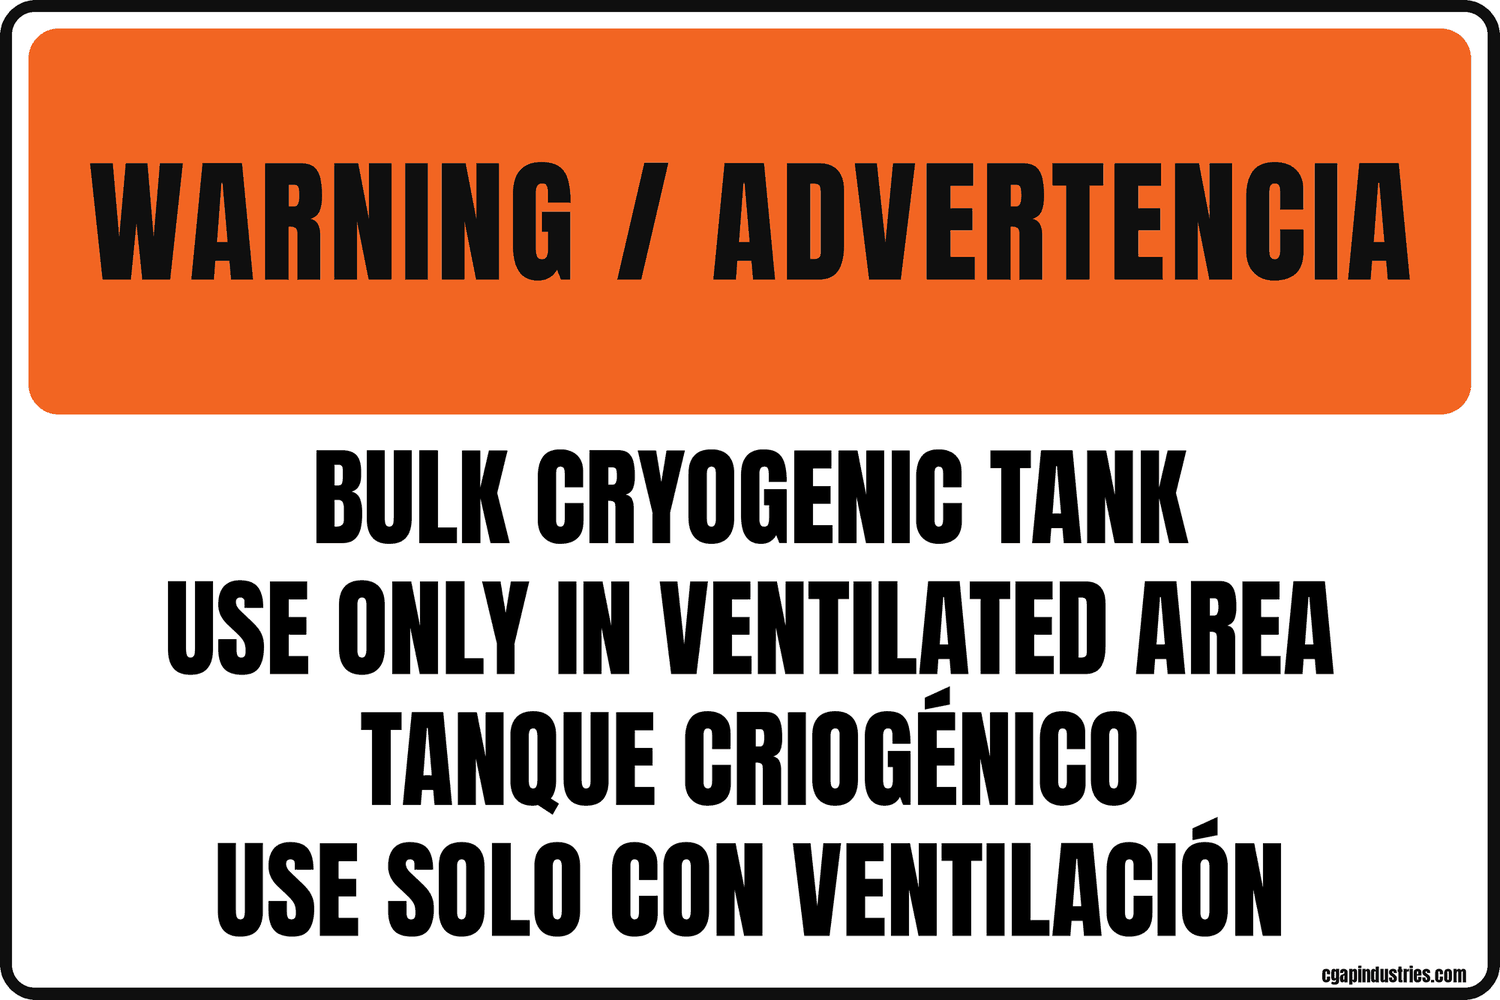 WARNING / ADVERTENCIA
BULK CRYOGENIC TANK
USE ONLY IN VENTILATED AREA
TANQUE CRIOGÉNICO
USE SOLO CON VENTILACIÓN
cgapindustries.com